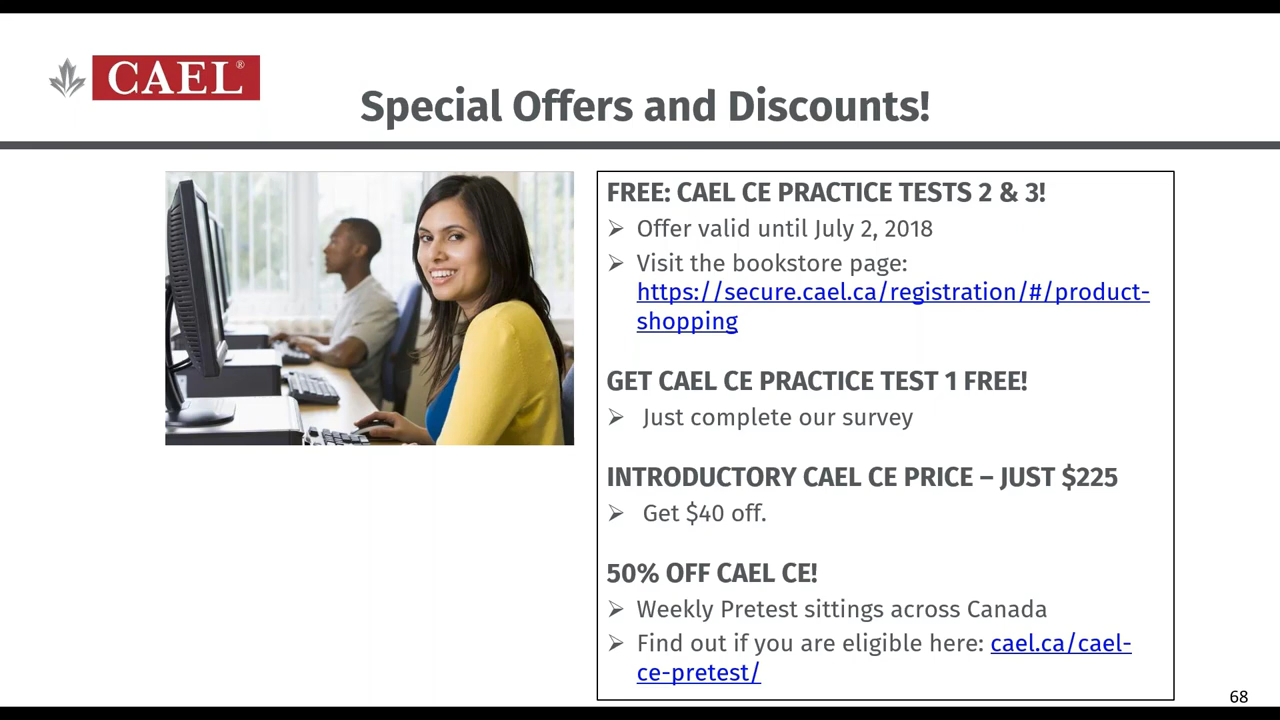 CAEL®
Special Offers and Discounts!
FREE: CAEL CE PRACTICE TESTS 2 & 3!
➢ Offer valid until July 2, 2018
➢ Visit the bookstore page:
https://secure.cael.ca/registration/#/product-
shopping
GET CAEL CE PRACTICE TEST 1 FREE!
➢ Just complete our survey
INTRODUCTORY CAEL CE PRICE – JUST $225
➢ Get $40 off.
50% OFF CAEL CE!
➢ Weekly Pretest sittings across Canada
➢ Find out if you are eligible here: cael.ca/cael-
ce-pretest/
68